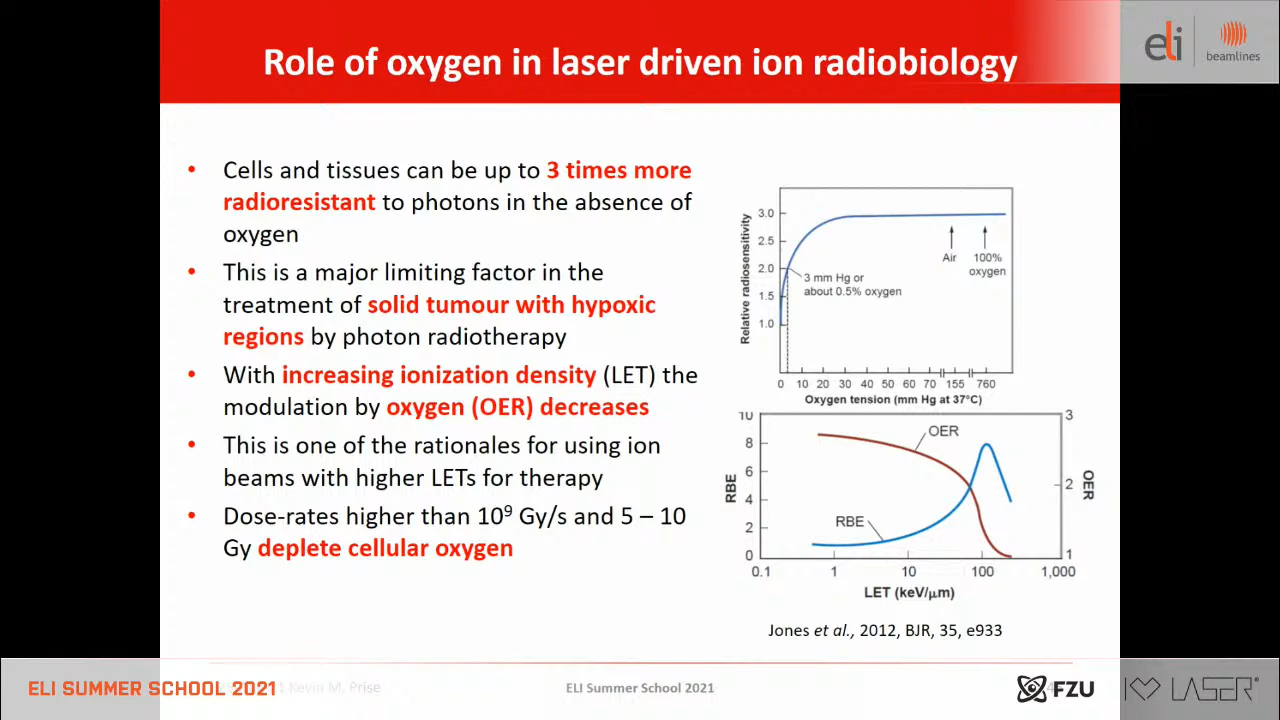 Role of oxygen in laser driven ion radiobiology
eli
beamlines
• Cells and tissues can be up to 3 times more
radioresistant to photons in the absence of
oxygen
• This is a major limiting factor in the
treatment of solid tumour with hypoxic
regions by photon radiotherapy
• With increasing ionization density (LET) the
modulation by oxygen (OER) decreases
• This is one of the rationales for using ion
beams with higher LETs for therapy
• Dose-rates higher than 10⁹ Gy/s and 5 – 10
Gy deplete cellular oxygen
Relative radiosensitivity
3.0
2.5
2.0
1.5
1.0
Air
100%
oxygen
3 mm Hg or
about 0.5% oxygen
0 10 20 30 40 50 60 70 155 760
Oxygen tension (mm Hg at 37°C)
RBE
10
8
6
4
2
0
OER
RBE
3
2
1
OER
0.1 1 10 100 1,000
LET (keV/μm)
Jones et al., 2012, BJR, 35, e933
ELI SUMMER SCHOOL 2021
Kevin M. Prise
ELI Summer School 2021
FZU
LASER